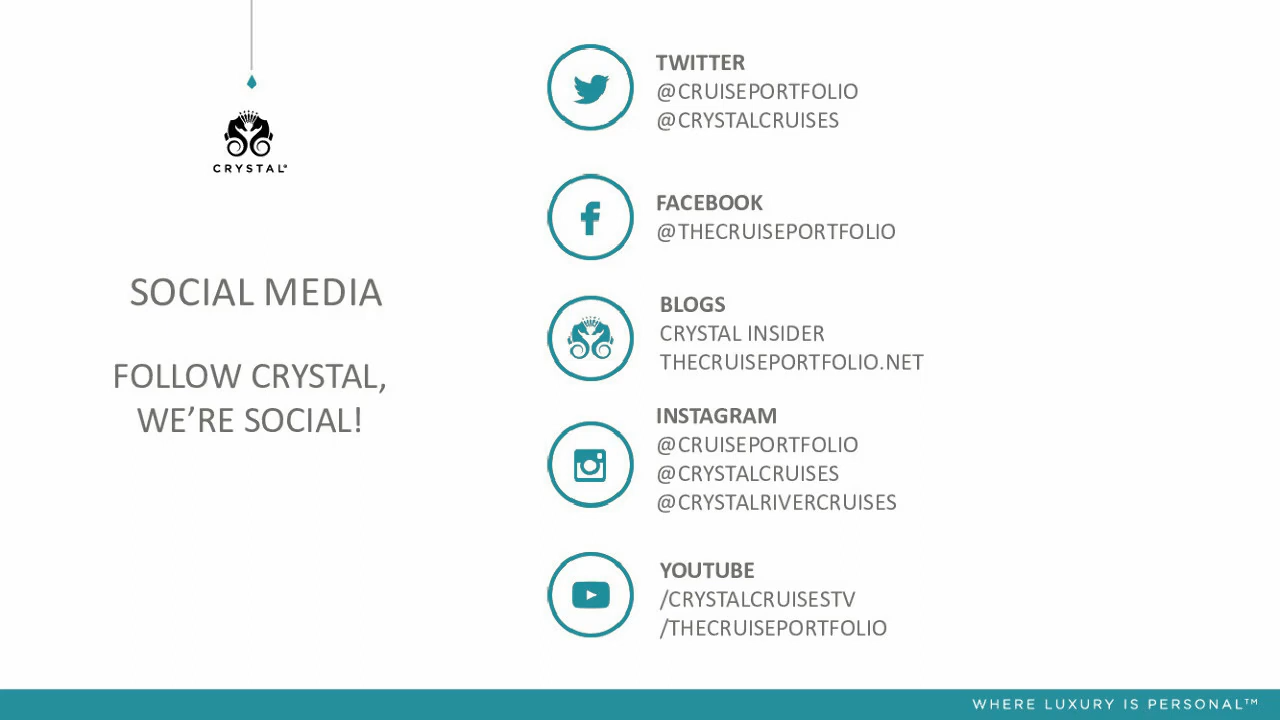 CRYSTAL®
SOCIAL MEDIA
FOLLOW CRYSTAL,
WE’RE SOCIAL!
TWITTER
@CRUISEPORTFOLIO
@CRYSTALCRUISES
FACEBOOK
@THECRUISEPORTFOLIO
BLOGS
CRYSTAL INSIDER
THECRUISEPORTFOLIO.NET
INSTAGRAM
@CRUISEPORTFOLIO
@CRYSTALCRUISES
@CRYSTALRIVERCRUISES
YOUTUBE
/CRYSTALCRUISESTV
/THECRUISEPORTFOLIO
WHERE LUXURY IS PERSONAL™